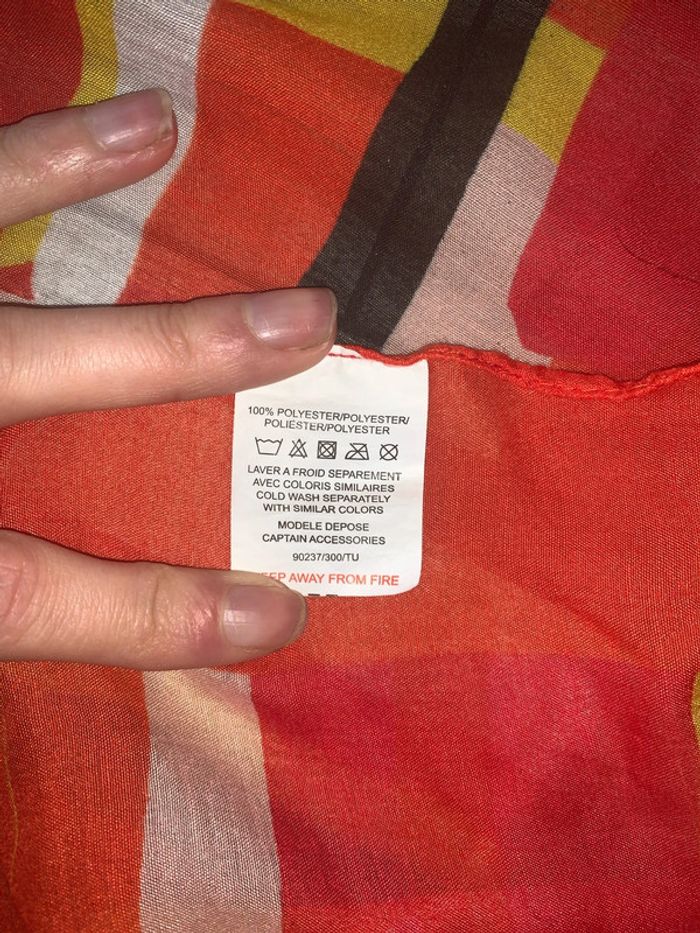 100% POLYESTER/POLYESTER/
POLIESTER/POLYESTER
LAVER A FROID SEPAREMENT
AVEC COLORIS SIMILAIRES
COLD WASH SEPARATELY
WITH SIMILAR COLORS
MODELE DEPOSE
CAPTAIN ACCESSORIES
90237/300/TU
AWAY FROM FIRE